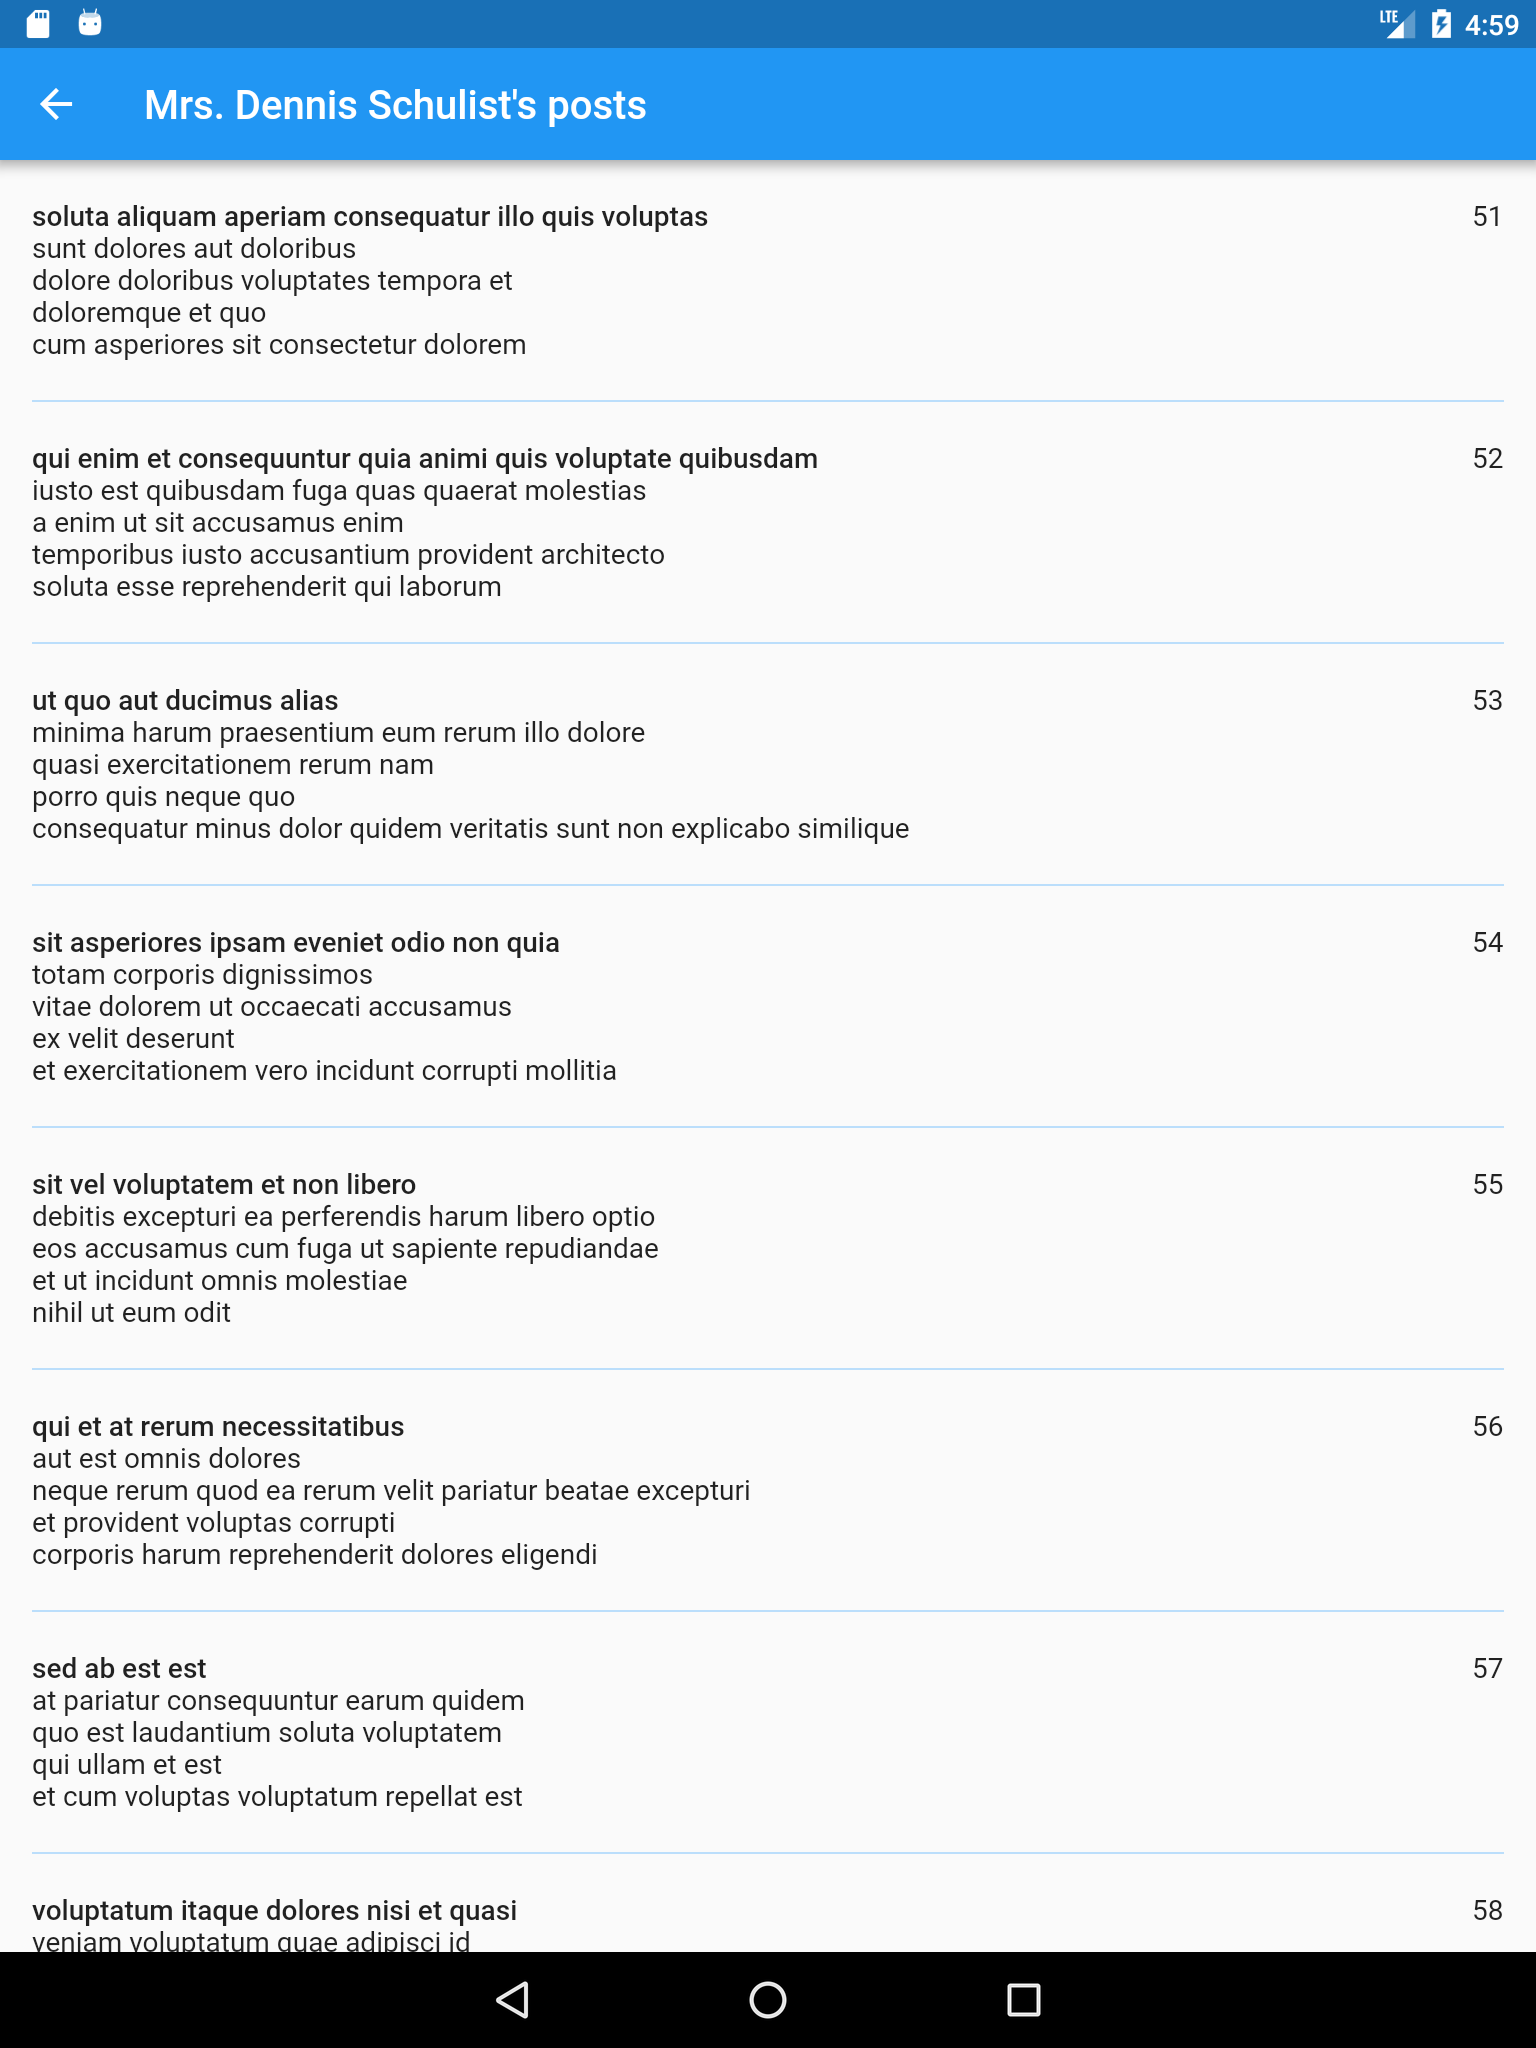 LTE 4:59
Mrs. Dennis Schulist's posts
soluta aliquam aperiam consequatur illo quis voluptas 51
sunt dolores aut doloribus
dolore doloribus voluptates tempora et
doloremque et quo
cum asperiores sit consectetur dolorem
qui enim et consequuntur quia animi quis voluptate quibusdam 52
iusto est quibusdam fuga quas quaerat molestias
a enim ut sit accusamus enim
temporibus iusto accusantium provident architecto
soluta esse reprehenderit qui laborum
ut quo aut ducimus alias 53
minima harum praesentium eum rerum illo dolore
quasi exercitationem rerum nam
porro quis neque quo
consequatur minus dolor quidem veritatis sunt non explicabo similique
sit asperiores ipsam eveniet odio non quia 54
totam corporis dignissimos
vitae dolorem ut occaecati accusamus
ex velit deserunt
et exercitationem vero incidunt corrupti mollitia
sit vel voluptatem et non libero 55
debitis excepturi ea perferendis harum libero optio
eos accusamus cum fuga ut sapiente repudiandae
et ut incidunt omnis molestiae
nihil ut eum odit
qui et at rerum necessitatibus 56
aut est omnis dolores
neque rerum quod ea rerum velit pariatur beatae excepturi
et provident voluptas corrupti
corporis harum reprehenderit dolores eligendi
sed ab est est 57
at pariatur consequuntur earum quidem
quo est laudantium soluta voluptatem
qui ullam et est
et cum voluptas voluptatum repellat est
voluptatum itaque dolores nisi et quasi 58
veniam voluptatum quae adipisci id